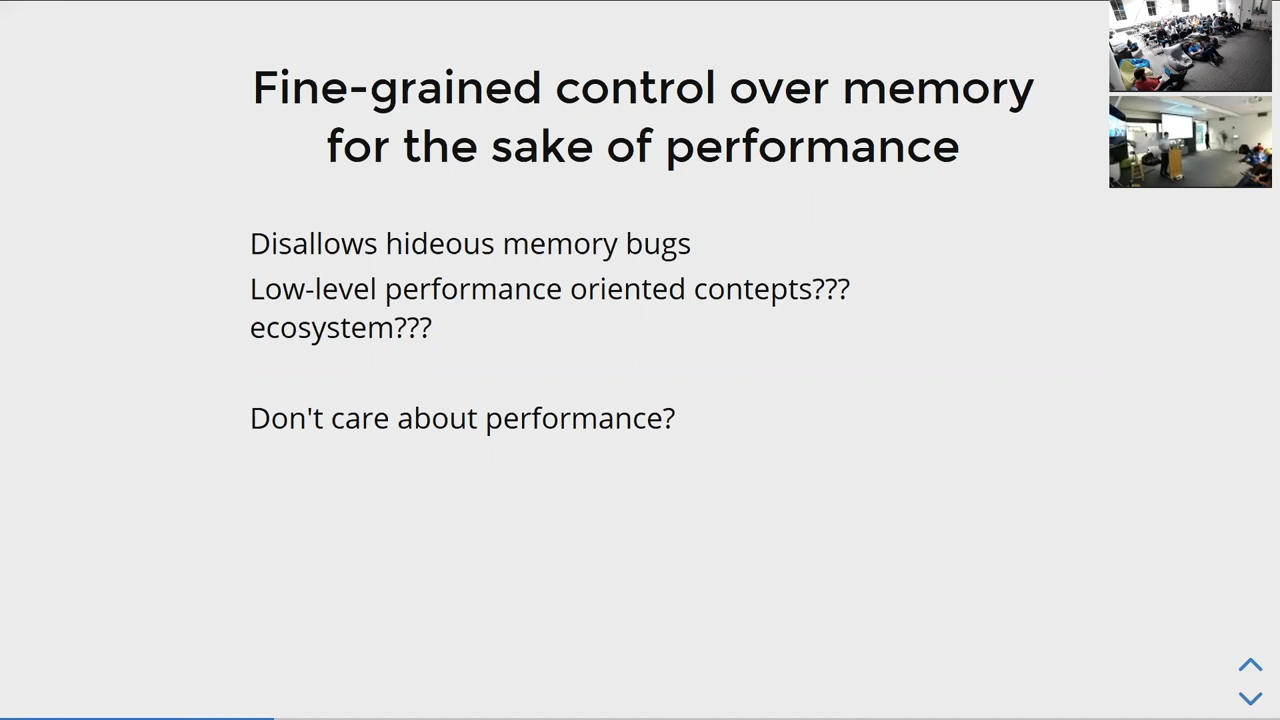 Fine-grained control over memory
for the sake of performance
Disallows hideous memory bugs
Low-level performance oriented contepts???
ecosystem???
Don't care about performance?